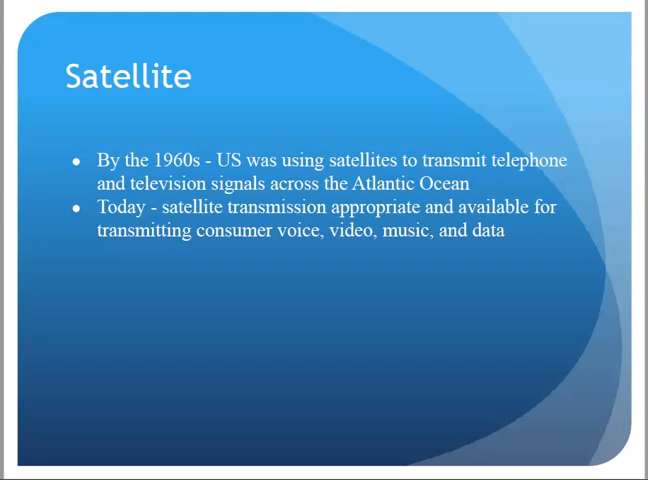 Satellite
● By the 1960s - US was using satellites to transmit telephone
and television signals across the Atlantic Ocean
● Today - satellite transmission appropriate and available for
transmitting consumer voice, video, music, and data